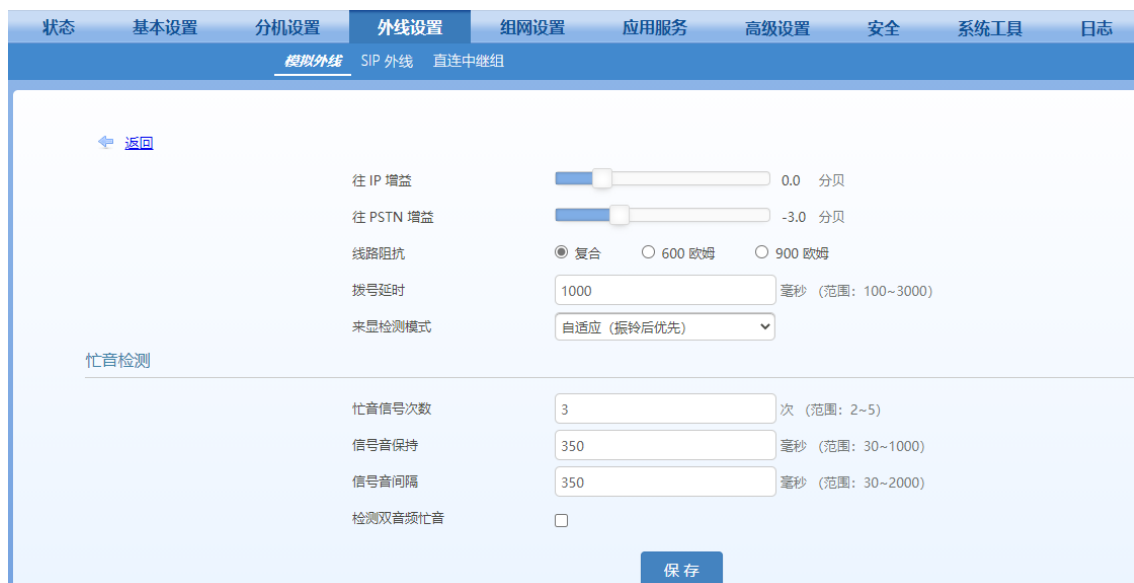 状态 基本设置 分机设置 外线设置 组网设置 应用服务 高级设置 安全 系统工具 日志
模拟外线 SIP 外线 直连中继组
返回
往 IP 增益 0.0 分贝
往 PSTN 增益 -3.0 分贝
线路阻抗 复合 600 欧姆 900 欧姆
拨号延时 1000 毫秒 (范围: 100~3000)
来显检测模式 自适应 (振铃后优先)
忙音检测
忙音信号次数 3 次 (范围: 2~5)
信号音保持 350 毫秒 (范围: 30~1000)
信号音间隔 350 毫秒 (范围: 30~2000)
检测双音频忙音
保存